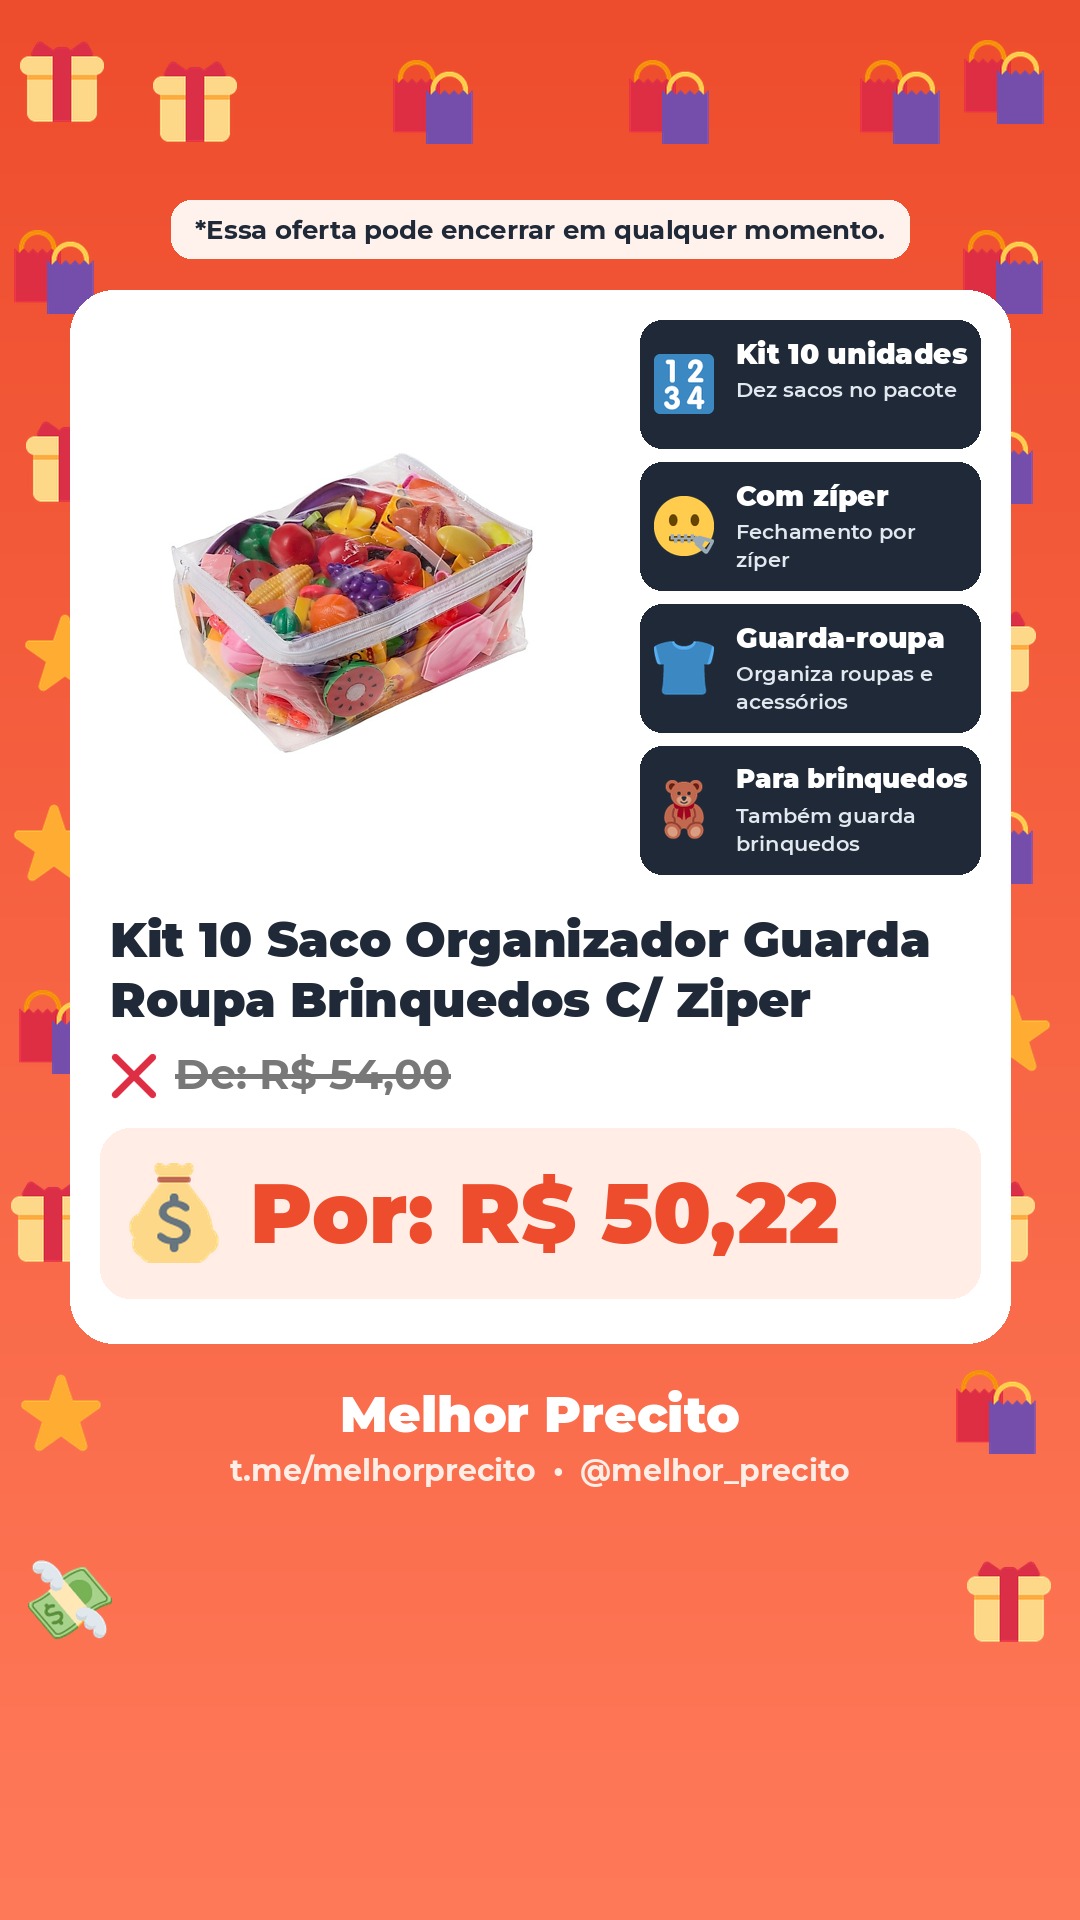 *Essa oferta pode encerrar em qualquer momento.
Kit 10 unidades
Dez sacos no pacote
Com zíper
Fechamento por
zíper
Guarda-roupa
Organiza roupas e
acessórios
Para brinquedos
Também guarda
brinquedos
Kit 10 Saco Organizador Guarda
Roupa Brinquedos C/ Ziper
De: R$ 54,00
Por: R$ 50,22
Melhor Precito
t.me/melhorprecito • @melhor_precito